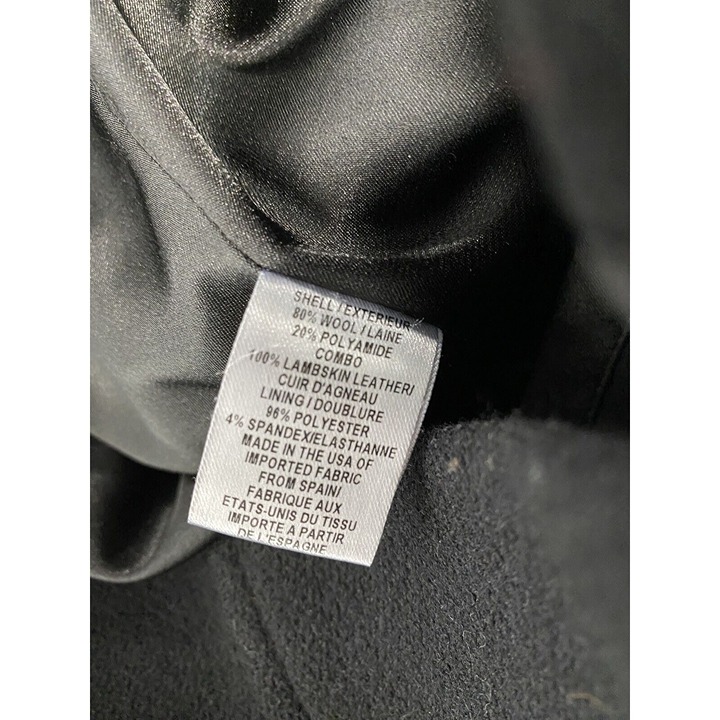 SHELL/EXTERIEUR
80% WOOL/LAINE
20% POLYAMIDE
COMBO
100% LAMBSKIN LEATHER/
CUIR D'AGNEAU
LINING/DOUBLURE
96% POLYESTER
4% SPANDEX/ELASTHANNE
MADE IN THE USA OF
IMPORTED FABRIC
FROM SPAIN/
FABRIQUE AUX
ETATS-UNIS DU TISSU
IMPORTE A PARTIR
DE L'ESPAGNE